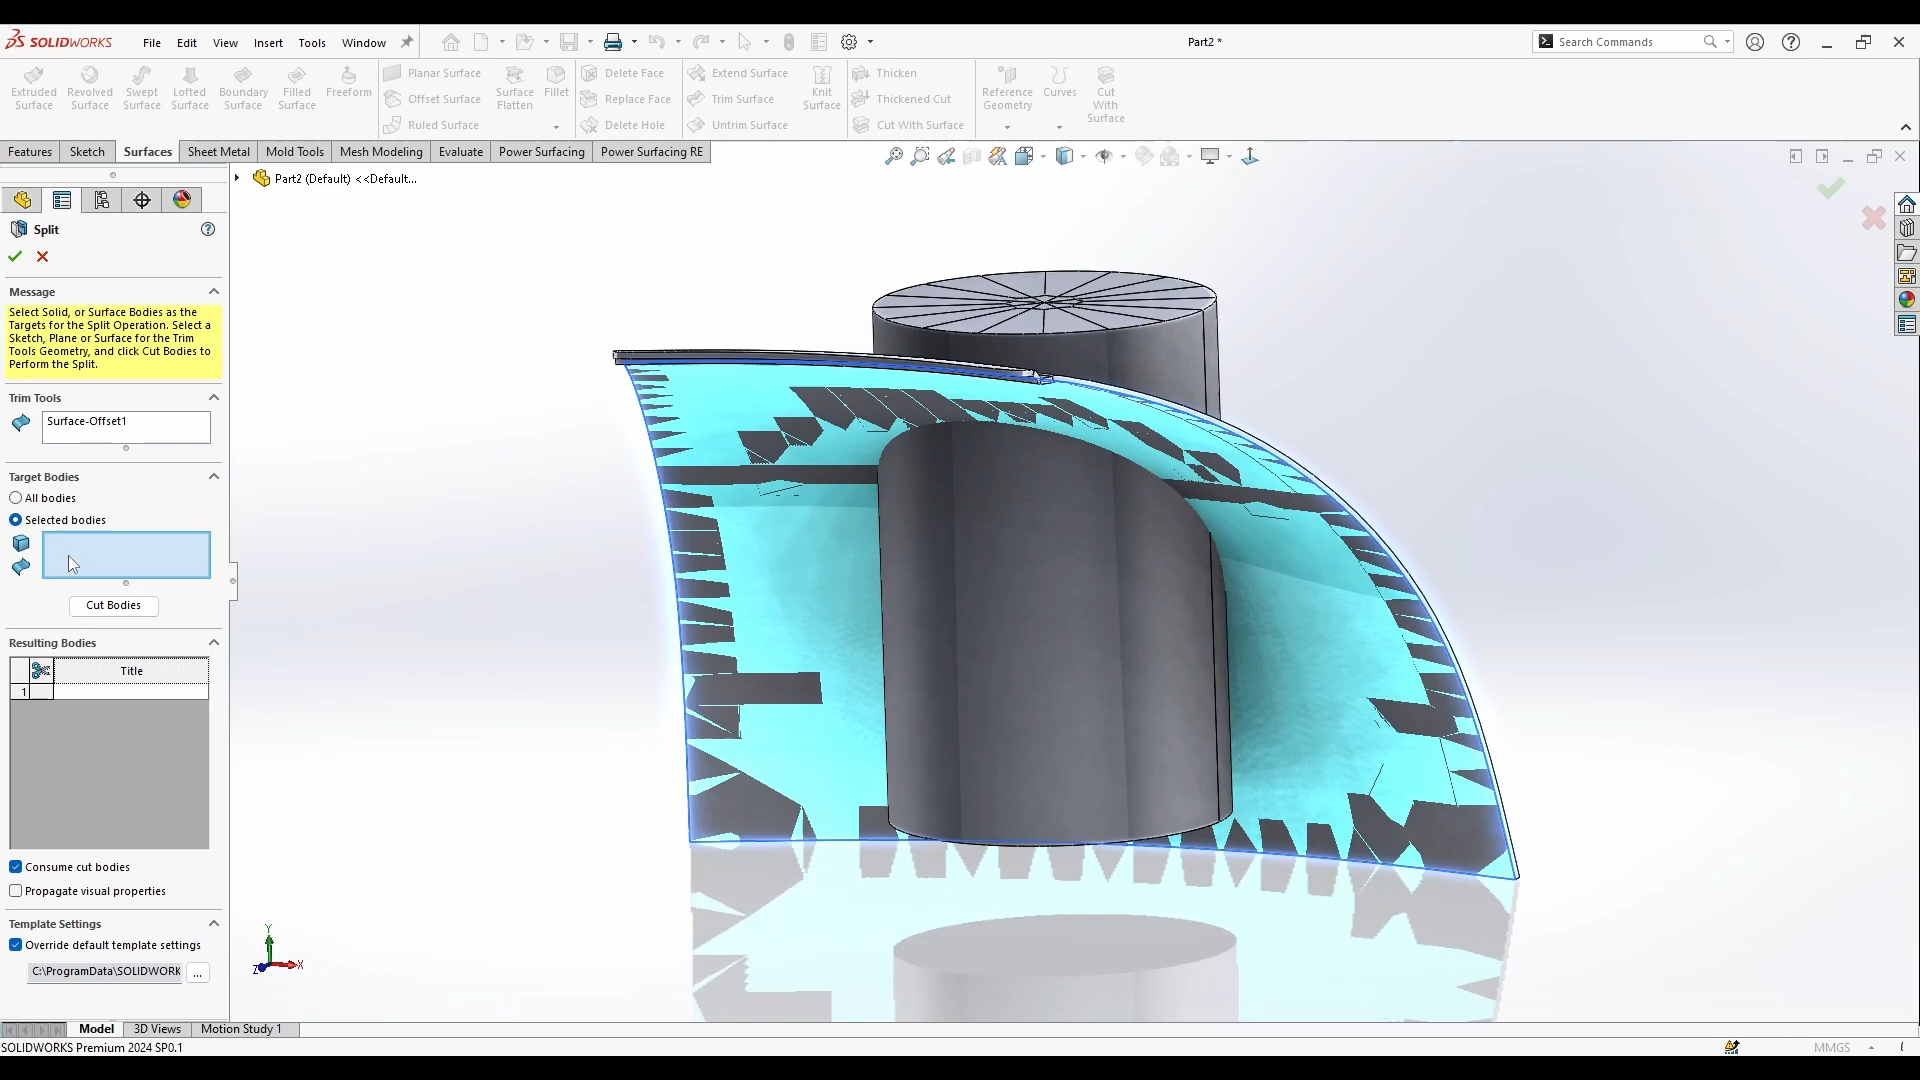 SOLIDWORKS File Edit View Insert Tools Window Part2 * Search Commands
Extruded Surface
Revolved Surface
Swept Surface
Lofted Surface
Boundary Surface
Filled Surface
Freeform
Planar Surface
Offset Surface
Ruled Surface
Surface Flatten
Fillet
Delete Face
Replace Face
Delete Hole
Extend Surface
Trim Surface
Untrim Surface
Knit Surface
Thicken
Thickened Cut
Cut With Surface
Reference Geometry
Curves
Cut With Surface
Features Sketch Surfaces Sheet Metal Mold Tools Mesh Modeling Evaluate Power Surfacing Power Surfacing RE
Part2 (Default) <<Default...
Split
Message
Select Solid, or Surface Bodies as the
Targets for the Split Operation. Select a
Sketch, Plane or Surface for the Trim
Tools Geometry, and click Cut Bodies to
Perform the Split.
Trim Tools
Surface-Offset1
Target Bodies
All bodies
Selected bodies
Cut Bodies
Resulting Bodies
Title
1
Consume cut bodies
Propagate visual properties
Template Settings
Override default template settings
C:\ProgramData\SOLIDWORK ...
Y
Z X
Model 3D Views Motion Study 1
SOLIDWORKS Premium 2024 SP0.1 MMGS